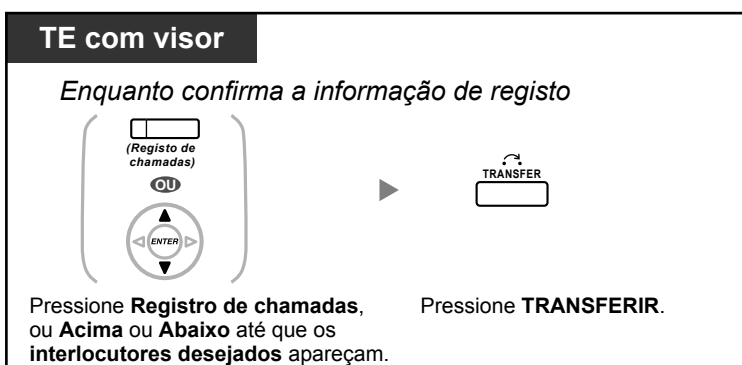 TE com visor
Enquanto confirma a informação de registo
(Registo de
chamadas)
OU
ENTER
TRANSFER
Pressione Registro de chamadas,
ou Acima ou Abaixo até que os
interlocutores desejados apareçam.
Pressione TRANSFERIR.